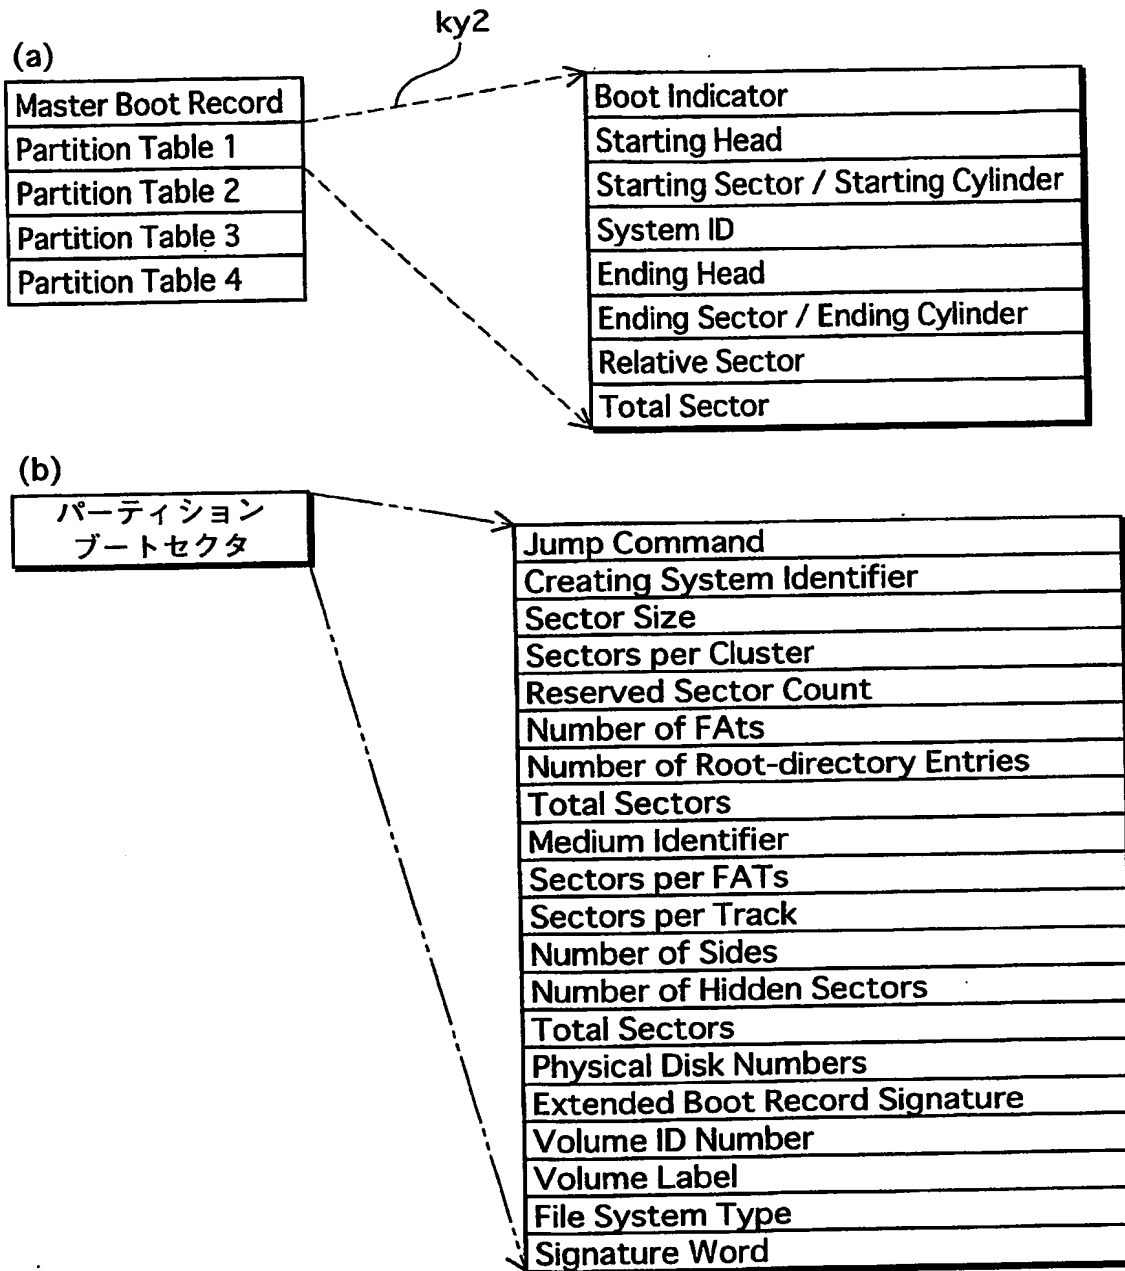 ky2
(a)
Master Boot Record
Partition Table 1
Partition Table 2
Partition Table 3
Partition Table 4
Boot Indicator
Starting Head
Starting Sector / Starting Cylinder
System ID
Ending Head
Ending Sector / Ending Cylinder
Relative Sector
Total Sector
(b)
パーティション
ブートセクタ
Jump Command
Creating System Identifier
Sector Size
Sectors per Cluster
Reserved Sector Count
Number of FAts
Number of Root-directory Entries
Total Sectors
Medium Identifier
Sectors per FATs
Sectors per Track
Number of Sides
Number of Hidden Sectors
Total Sectors
Physical Disk Numbers
Extended Boot Record Signature
Volume ID Number
Volume Label
File System Type
Signature Word